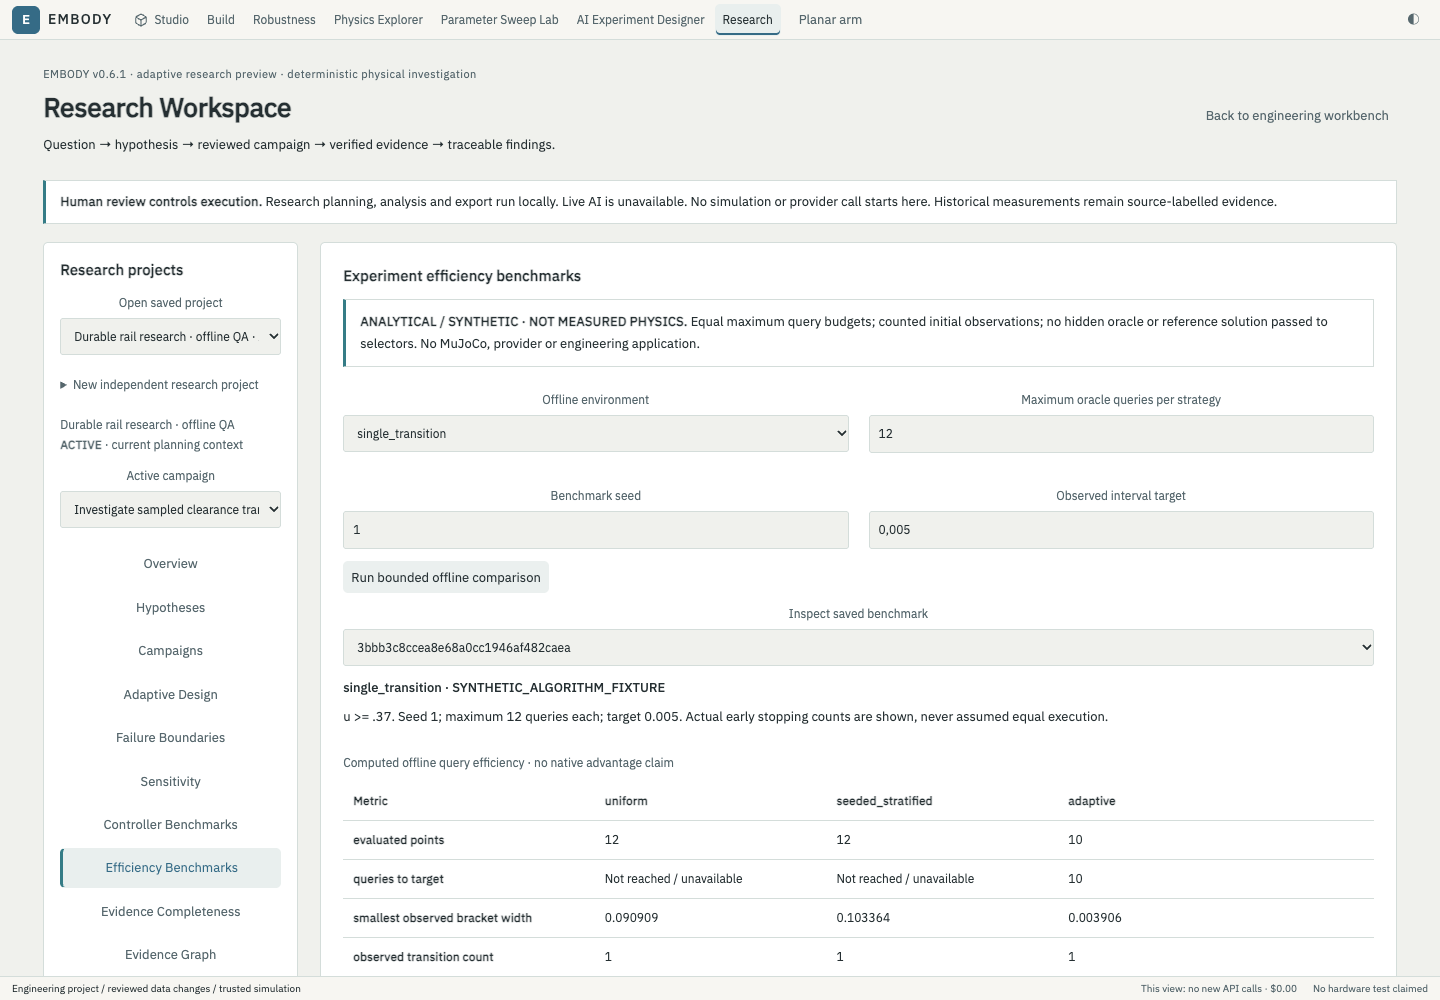 E EMBODY Studio Build Robustness Physics Explorer Parameter Sweep Lab AI Experiment Designer Research Planar arm
EMBODY v0.6.1 · adaptive research preview · deterministic physical investigation
Research Workspace
Back to engineering workbench
Question → hypothesis → reviewed campaign → verified evidence → traceable findings.
Human review controls execution. Research planning, analysis and export run locally. Live AI is unavailable. No simulation or provider call starts here. Historical measurements remain source-labelled evidence.
Research projects
Open saved project
Durable rail research · offline QA ·
New independent research project
Durable rail research · offline QA
ACTIVE · current planning context
Active campaign
Investigate sampled clearance trar
Overview
Hypotheses
Campaigns
Adaptive Design
Failure Boundaries
Sensitivity
Controller Benchmarks
Efficiency Benchmarks
Evidence Completeness
Evidence Graph
Experiment efficiency benchmarks
ANALYTICAL / SYNTHETIC · NOT MEASURED PHYSICS. Equal maximum query budgets; counted initial observations; no hidden oracle or reference solution passed to
selectors. No MuJoCo, provider or engineering application.
Offline environment Maximum oracle queries per strategy
single_transition 12
Benchmark seed Observed interval target
1 0,005
Run bounded offline comparison
Inspect saved benchmark
3bbb3c8ccea8e68a0cc1946af482caea
single_transition · SYNTHETIC_ALGORITHM_FIXTURE
u >= .37. Seed 1; maximum 12 queries each; target 0.005. Actual early stopping counts are shown, never assumed equal execution.
Computed offline query efficiency · no native advantage claim
Metric uniform seeded_stratified adaptive
evaluated points 12 12 10
queries to target Not reached / unavailable Not reached / unavailable 10
smallest observed bracket width 0.090909 0.103364 0.003906
observed transition count 1 1 1
Engineering project / reviewed data changes / trusted simulation This view: no new API calls · $0.00 No hardware test claimed